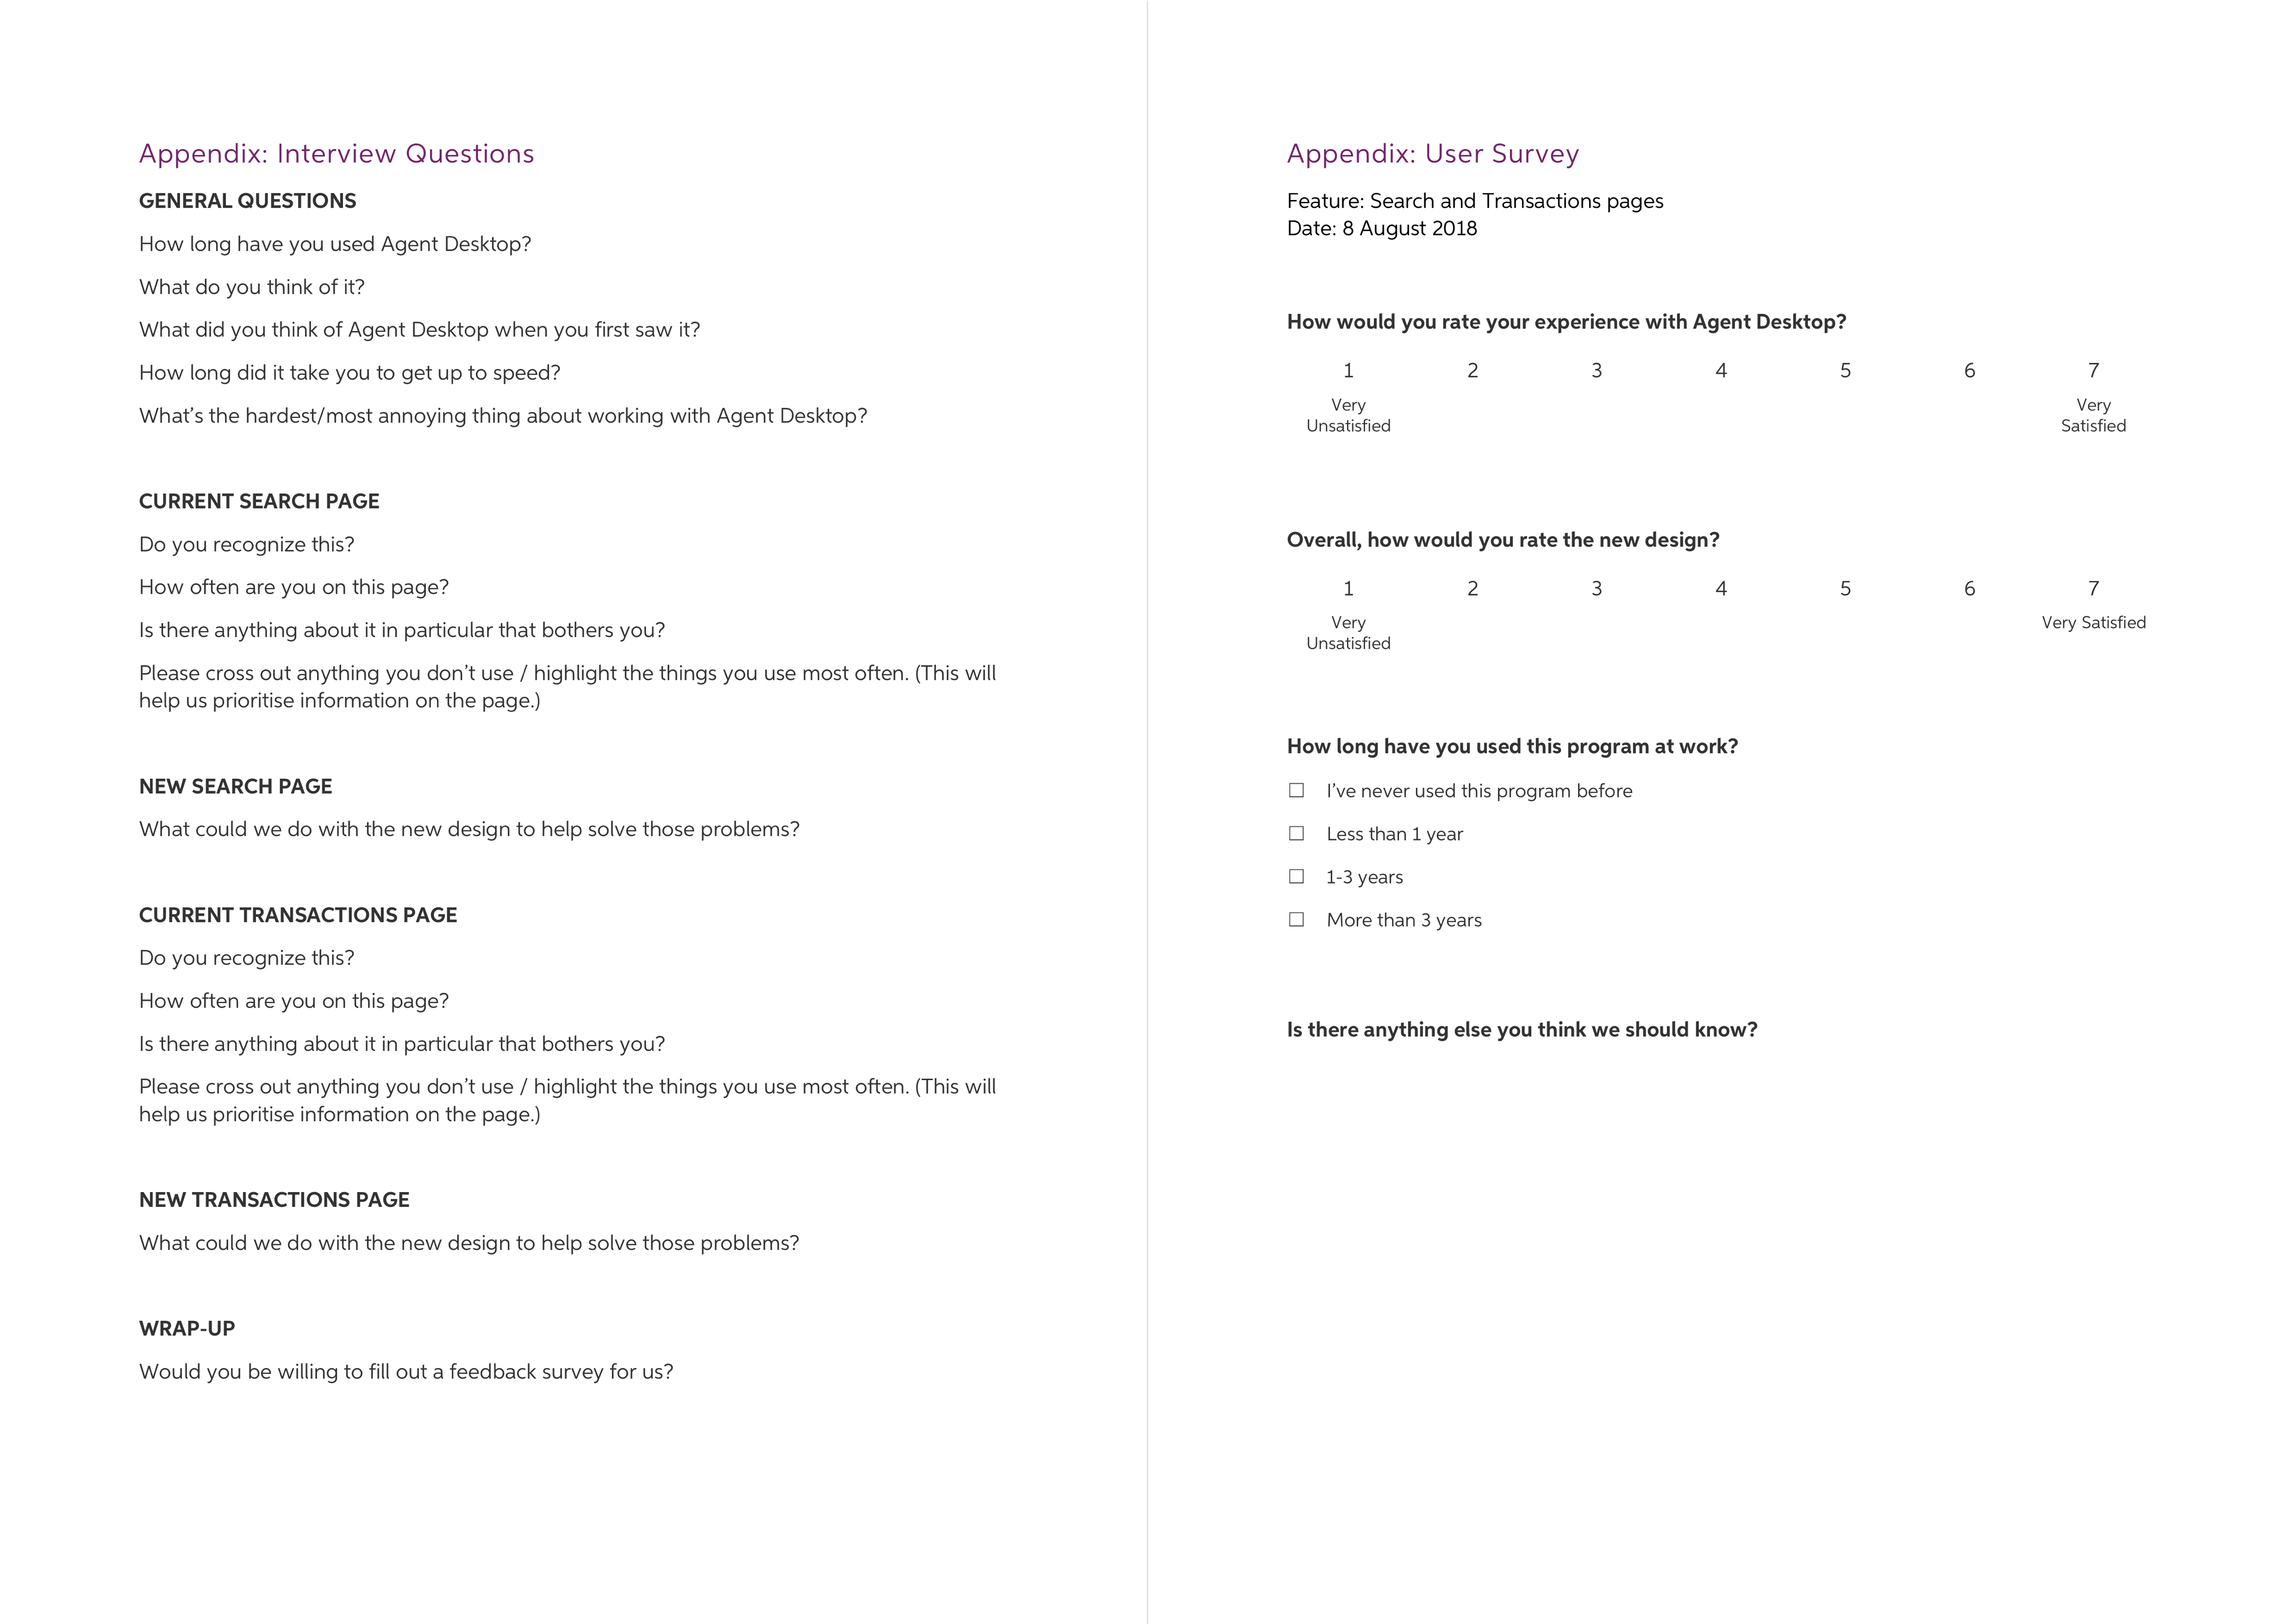 Appendix: Interview Questions
GENERAL QUESTIONS
How long have you used Agent Desktop?
What do you think of it?
What did you think of Agent Desktop when you first saw it?
How long did it take you to get up to speed?
What's the hardest/most annoying thing about working with Agent Desktop?
CURRENT SEARCH PAGE
Do you recognize this?
How often are you on this page?
Is there anything about it in particular that bothers you?
Please cross out anything you don't use / highlight the things you use most often. (This will
help us prioritise information on the page.)
NEW SEARCH PAGE
What could we do with the new design to help solve those problems?
CURRENT TRANSACTIONS PAGE
Do you recognize this?
How often are you on this page?
Is there anything about it in particular that bothers you?
Please cross out anything you don't use / highlight the things you use most often. (This will
help us prioritise information on the page.)
NEW TRANSACTIONS PAGE
What could we do with the new design to help solve those problems?
WRAP-UP
Would you be willing to fill out a feedback survey for us?
Appendix: User Survey
Feature: Search and Transactions pages
Date: 8 August 2018
How would you rate your experience with Agent Desktop?
1 2 3 4 5 6 7
Very Very
Unsatisfied Satisfied
Overall, how would you rate the new design?
1 2 3 4 5 6 7
Very Very Satisfied
Unsatisfied
How long have you used this program at work?
☐ I've never used this program before
☐ Less than 1 year
☐ 1-3 years
☐ More than 3 years
Is there anything else you think we should know?